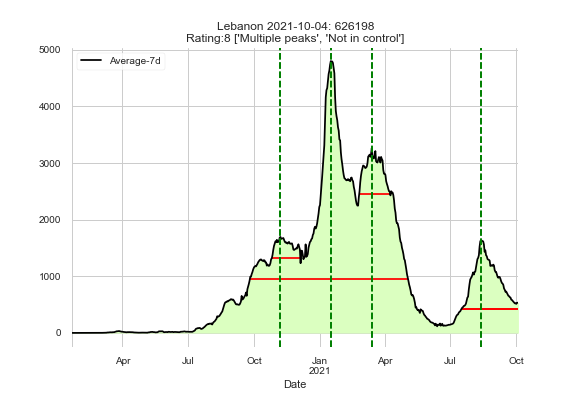 Lebanon 2021-10-04: 626198
Rating:8 ['Multiple peaks', 'Not in control']
Average-7d
5000
4000
3000
2000
1000
0
Apr Jul Oct Jan Apr Jul Oct
2021
Date